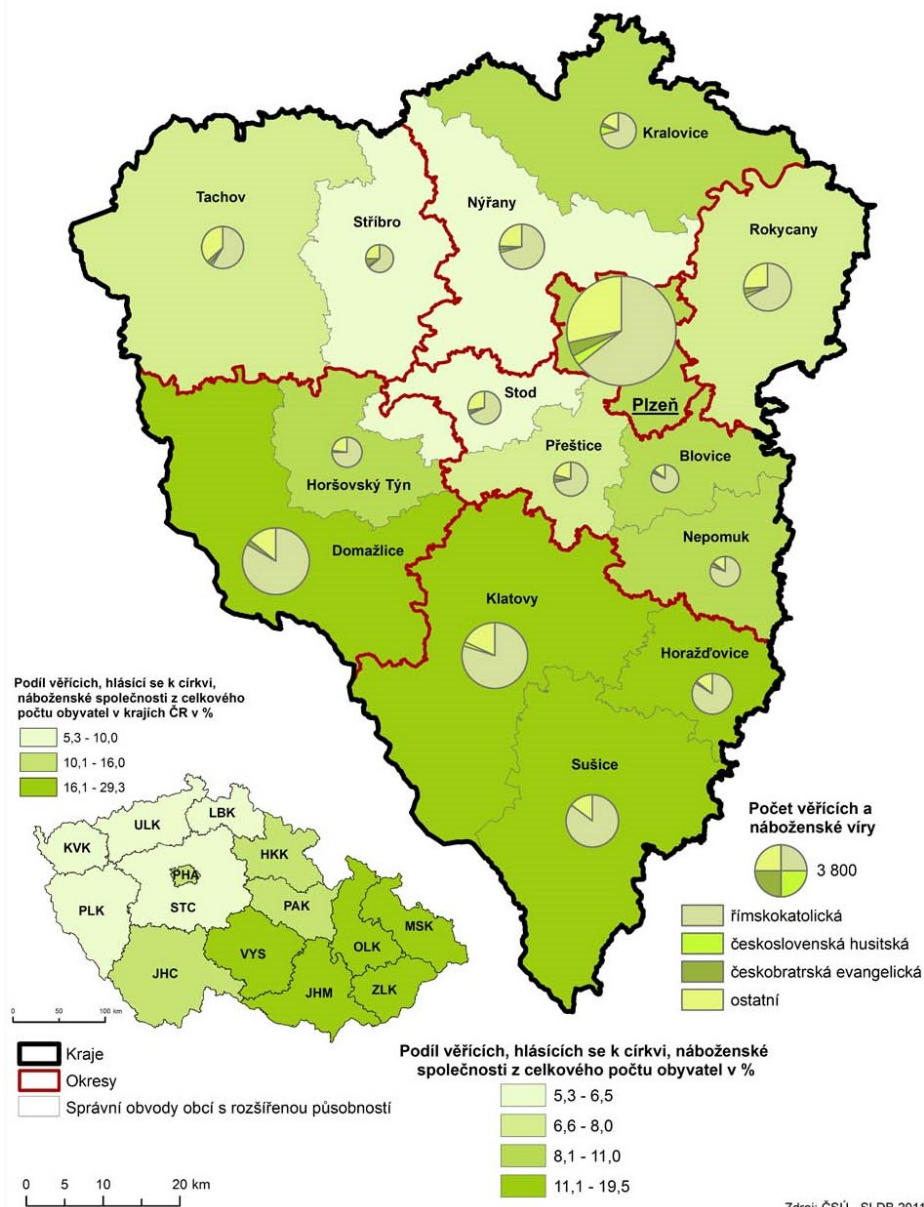 Kralovice
Tachov
Stříbro
Nýřany
Rokycany
Stod
Plzeň
Přeštice
Blovice
Horšovský Týn
Nepomuk
Domažlice
Klatovy
Horažďovice
Sušice
Podíl věřících, hlásící se k církvi,
náboženské společnosti z celkového
počtu obyvatel v krajích ČR v %
5,3 - 10,0
10,1 - 16,0
16,1 - 29,3
LBK
ULK
KVK
HKK
PHA
PLK
STC
PAK
MSK
OLK
VYS
JHC
JHM
ZLK
0 50 100 km
Počet věřících a
náboženské víry
3 800
římskokatolická
československá husitská
českobratrská evangelická
ostatní
Kraje
Okresy
Správní obvody obcí s rozšířenou působností
0 5 10 20 km
Podíl věřících, hlásících se k církvi, náboženské
společnosti z celkového počtu obyvatel v %
5,3 - 6,5
6,6 - 8,0
8,1 - 11,0
11,1 - 19,5
Zdroj: ČSÚ - SLDB 2011